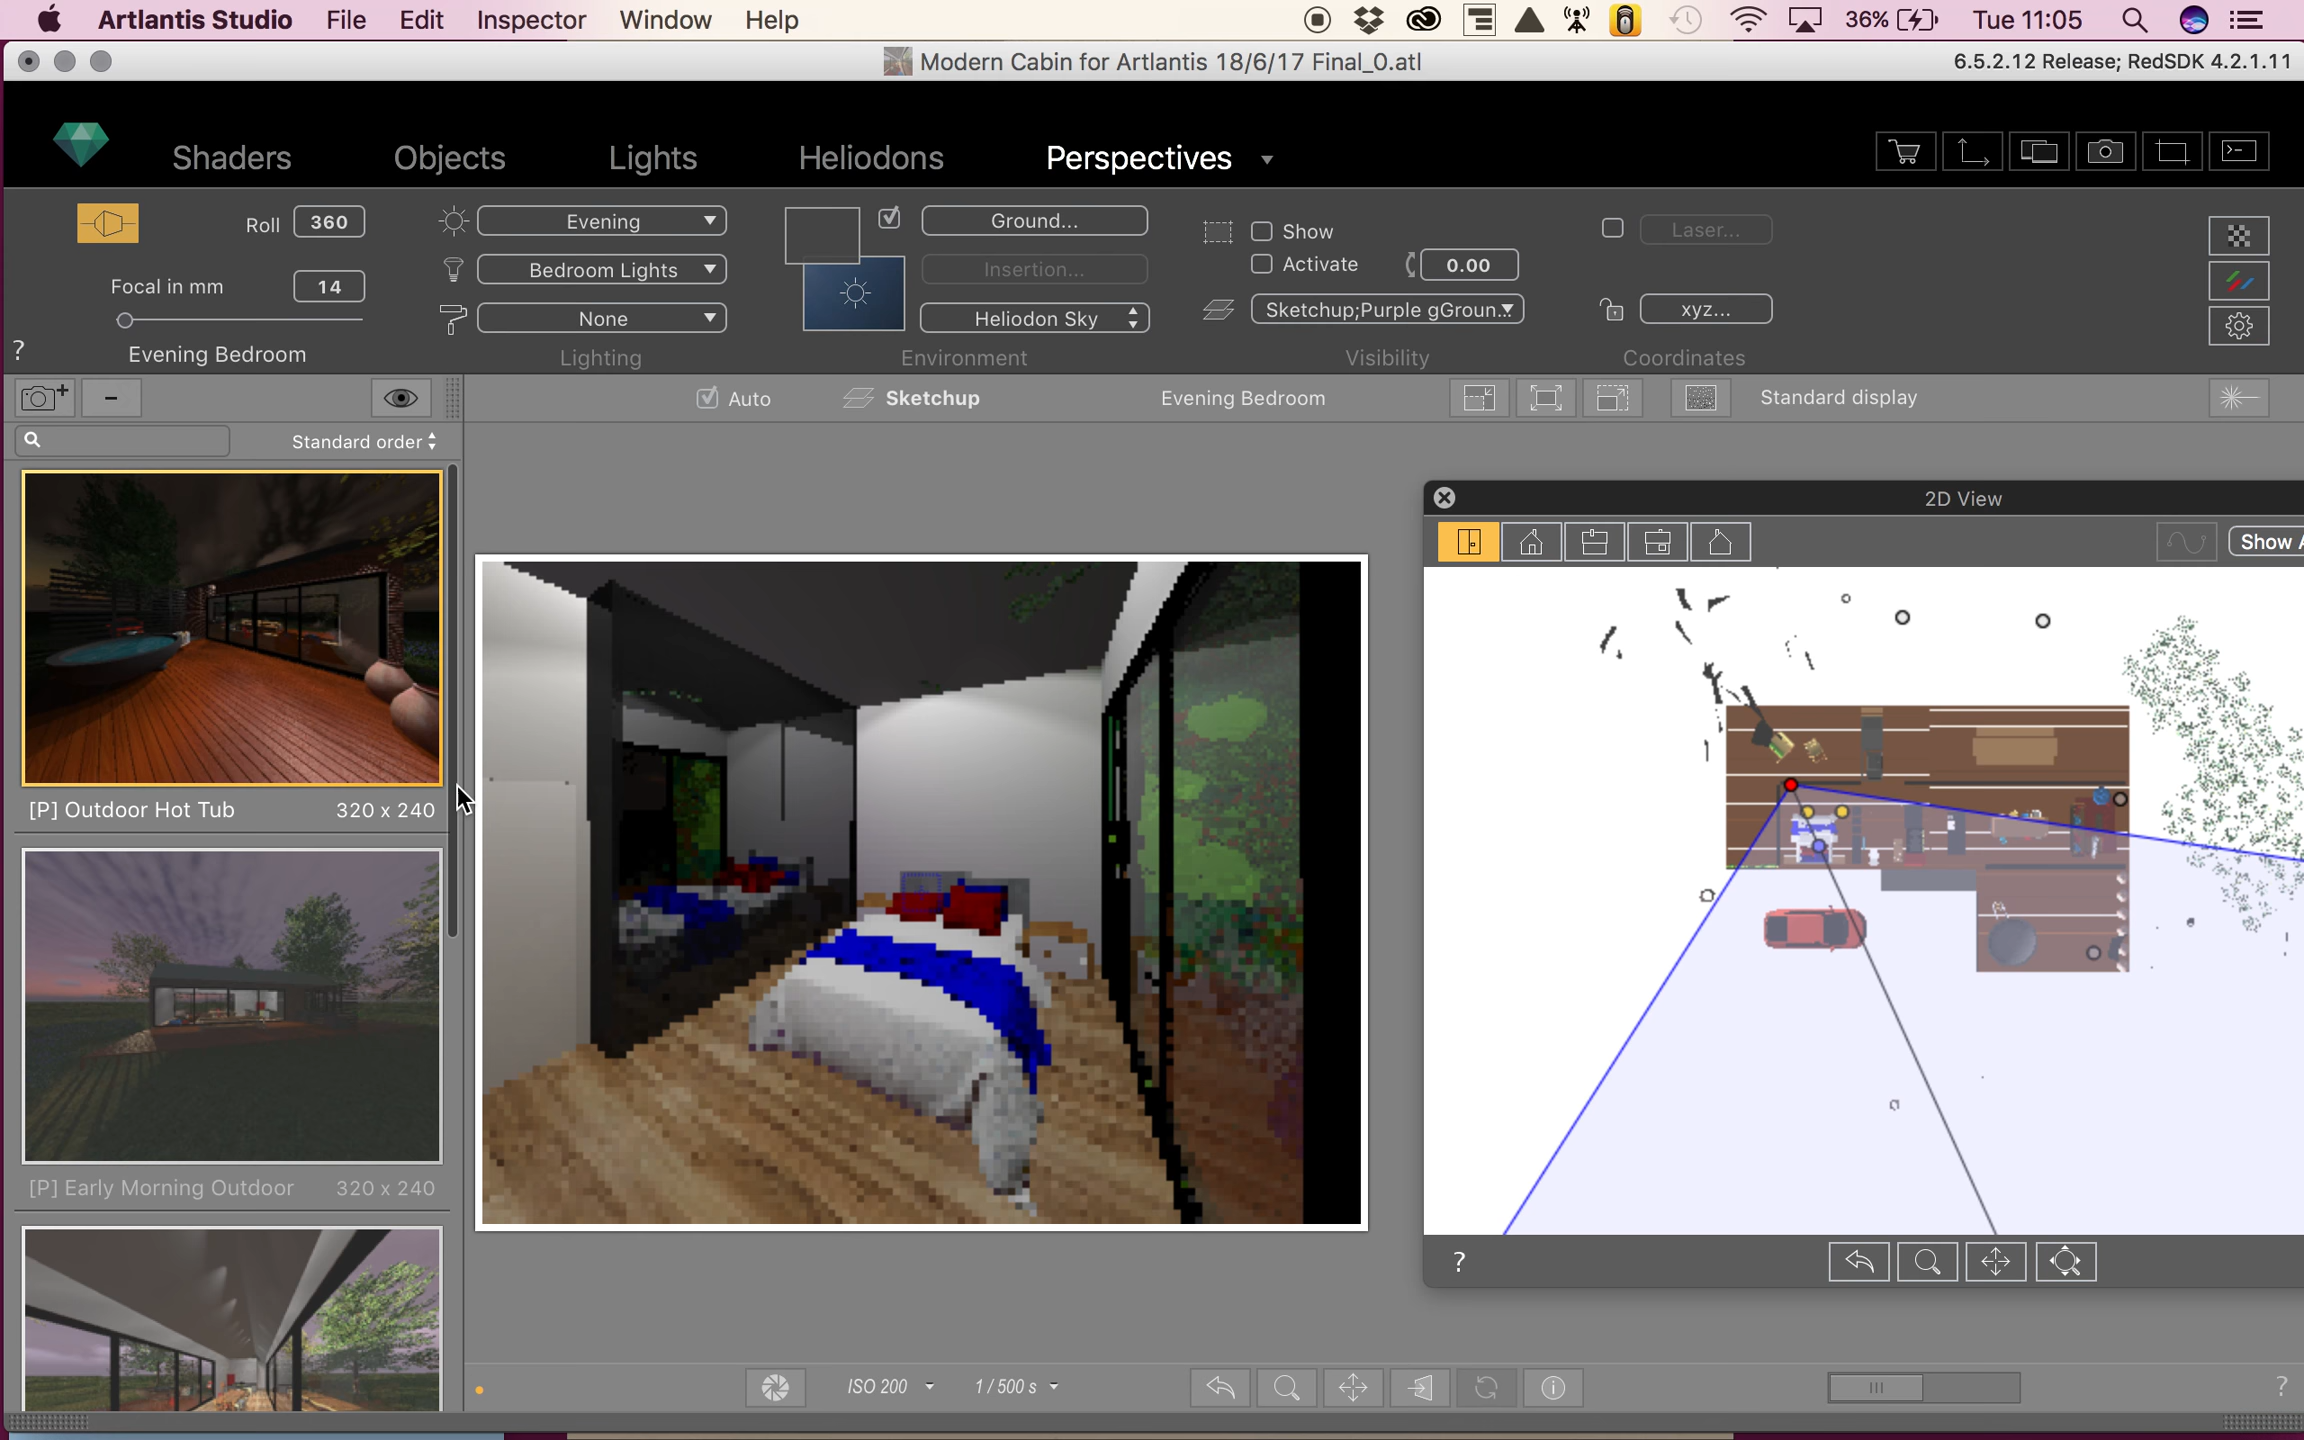 Artlantis Studio File Edit Inspector Window Help 36% Tue 11:05
Modern Cabin for Artlantis 18/6/17 Final_0.atl 6.5.2.12 Release; RedSDK 4.2.1.11
Shaders Objects Lights Heliodons Perspectives
Roll 360 Evening Ground... Show Laser...
Activate 0.00
Focal in mm 14 Bedroom Lights Insertion...
None Heliodon Sky Sketchup;Purple gGroun... xyz...
? Evening Bedroom Lighting Environment Visibility Coordinates
Auto Sketchup Evening Bedroom Standard display
Standard order
2D View
Show A
[P] Outdoor Hot Tub 320 x 240
[P] Early Morning Outdoor 320 x 240
?
ISO 200 1 / 500 s ?